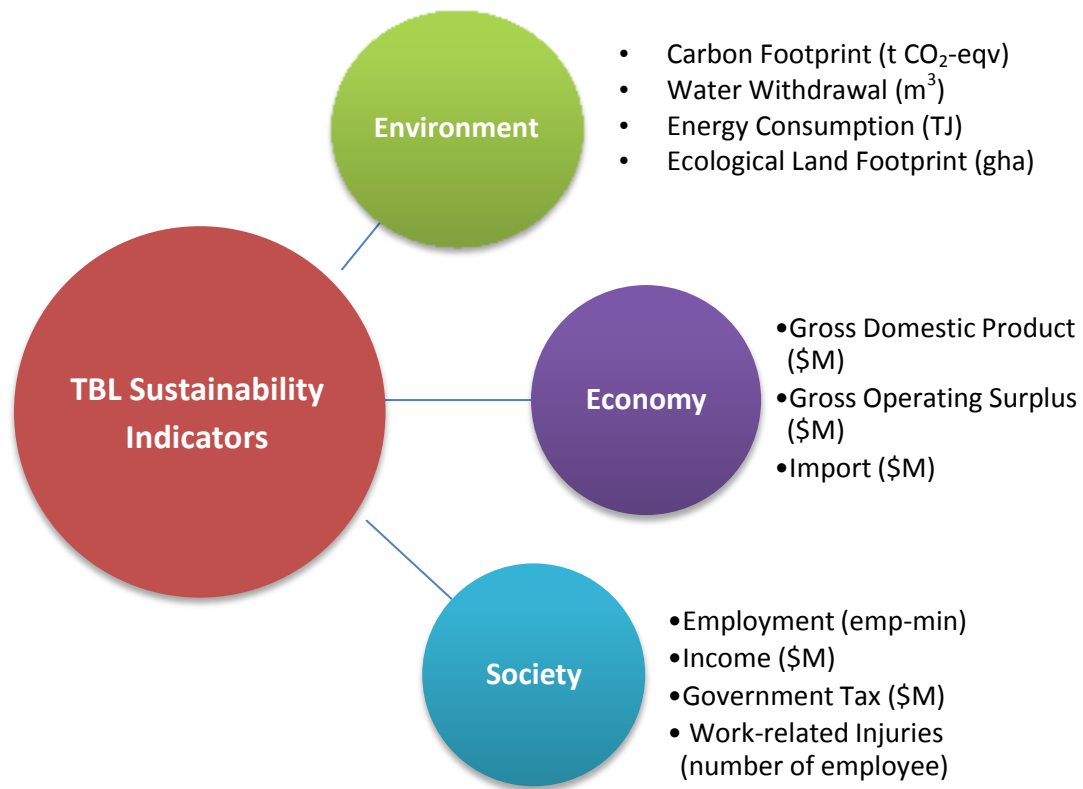 Environment
• Carbon Footprint (t CO₂-eqv)
• Water Withdrawal (m³)
• Energy Consumption (TJ)
• Ecological Land Footprint (gha)
TBL Sustainability
Indicators
Economy
•Gross Domestic Product
($M)
•Gross Operating Surplus
($M)
•Import ($M)
Society
•Employment (emp-min)
•Income ($M)
•Government Tax ($M)
• Work-related Injuries
(number of employee)